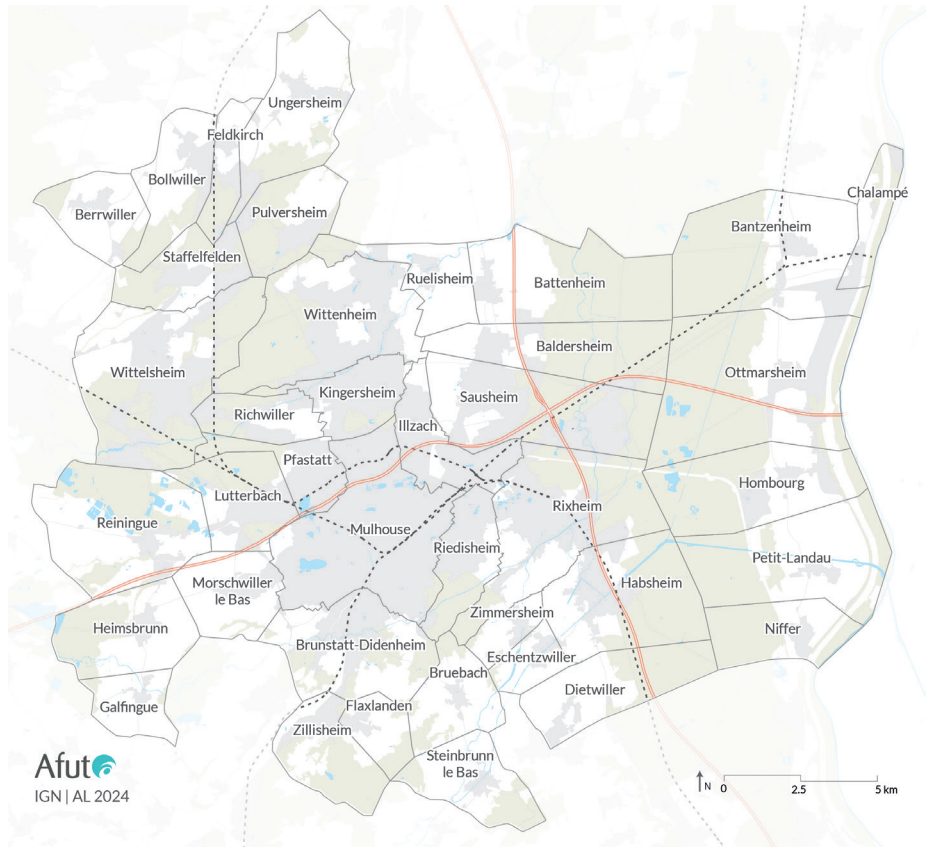 Ungersheim
Feldkirch
Bollwiller
Berrwiller
Pulversheim
Staffelfelden
Chalampé
Bantzenheim
Ruelisheim
Battenheim
Wittenheim
Baldersheim
Wittelsheim
Ottmarsheim
Kingersheim
Sausheim
Richwiller
Illzach
Pfastatt
Hombourg
Lutterbach
Rixheim
Reiningue
Mulhouse
Riedisheim
Petit-Landau
Morschwiller
le Bas
Habsheim
Zimmersheim
Heimsbrunn
Niffer
Brunstatt-Didenheim
Eschentzwiller
Bruebach
Dietwiller
Galfingue
Flaxlanden
Zillisheim
Steinbrunn
le Bas
Afut
IGN | AL 2024
N
0
2.5
5 km